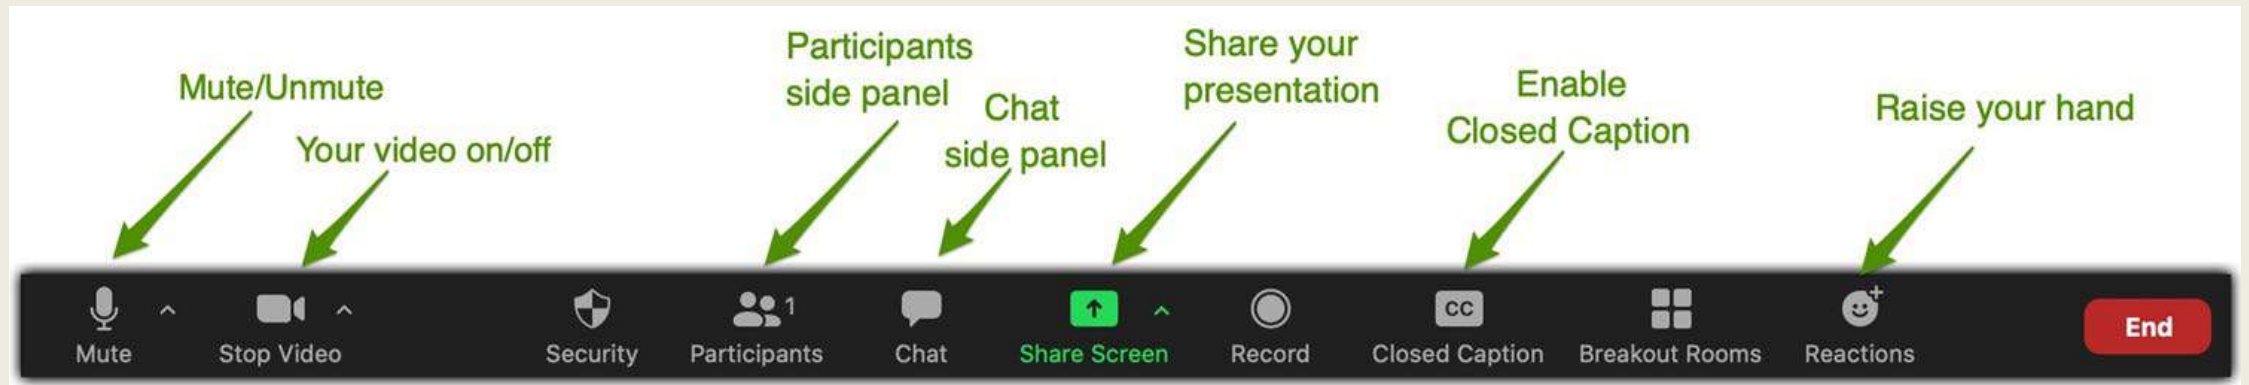 Mute/Unmute
Your video on/off
Participants
side panel
Chat
side panel
Share your
presentation
Enable
Closed Caption
Raise your hand
1
CC
Mute
Stop Video
Security
Participants
Chat
Share Screen
Record
Closed Caption
Breakout Rooms
Reactions
End